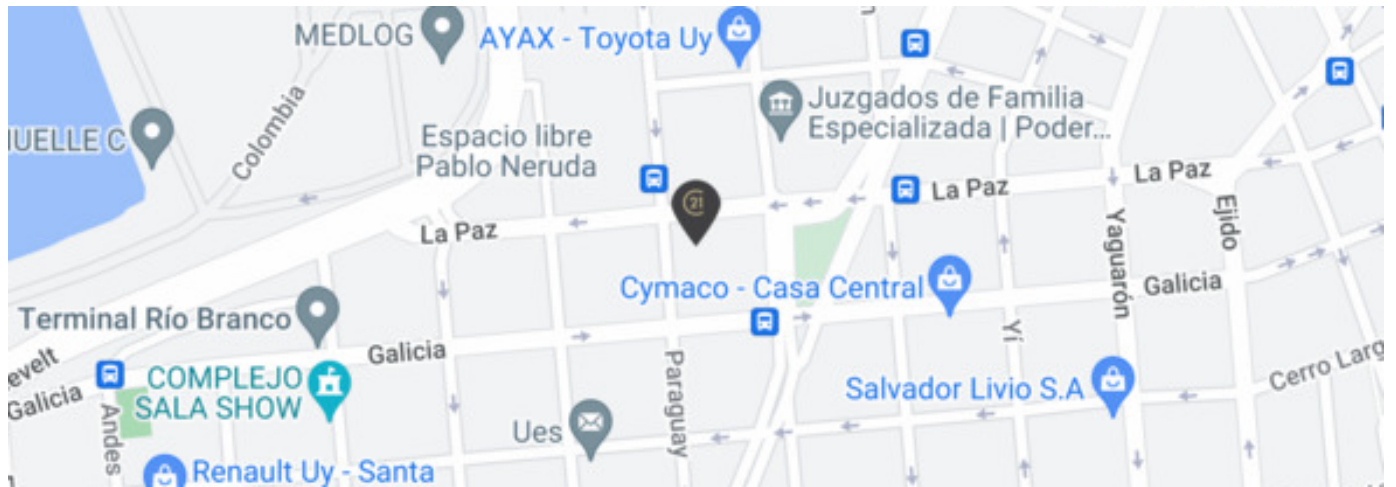 MEDLOG
AYAX - Toyota Uy
Juzgados de Familia
Especializada | Poder...
Colombia
Espacio libre
Pablo Neruda
UELLE C
21
La Paz
La Paz
La Paz
Ejido
Yaguarón
Cymaco - Casa Central
Galicia
Terminal Río Branco
Yí
Galicia
Paraguay
evelt
Galicia
COMPLEJO
SALA SHOW
Salvador Livio S.A
Cerro Larg
Andes
Ues
Renault Uy - Santa